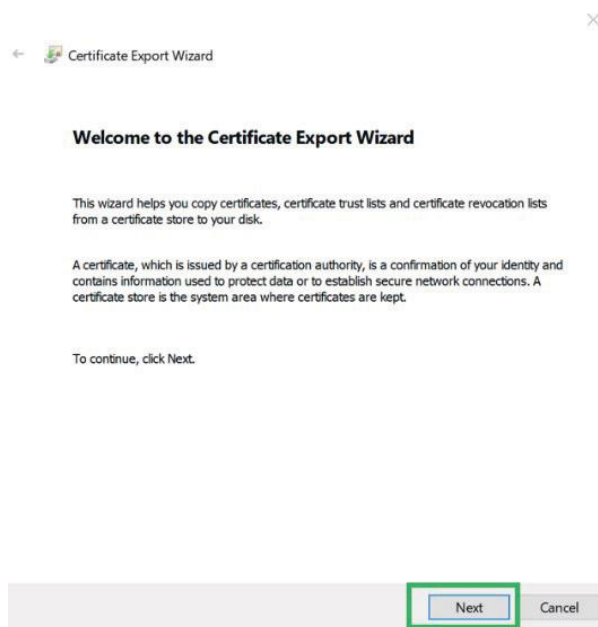 Certificate Export Wizard
Welcome to the Certificate Export Wizard
This wizard helps you copy certificates, certificate trust lists and certificate revocation lists
from a certificate store to your disk.
A certificate, which is issued by a certification authority, is a confirmation of your identity and
contains information used to protect data or to establish secure network connections. A
certificate store is the system area where certificates are kept.
To continue, click Next.
Next Cancel